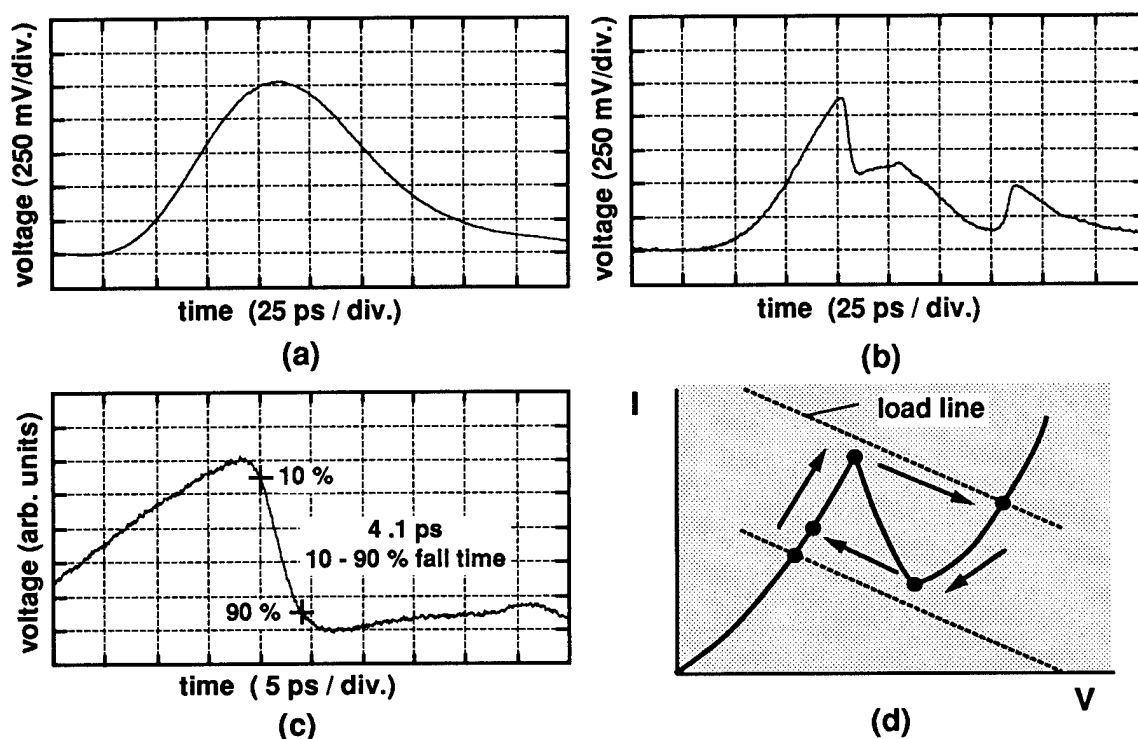 voltage (250 mV/div.)
time (25 ps / div.)
(a)
voltage (250 mV/div.)
time (25 ps / div.)
(b)
voltage (arb. units)
10 %
4 .1 ps
10 - 90 % fall time
90 %
time ( 5 ps / div.)
(c)
I
load line
V
(d)